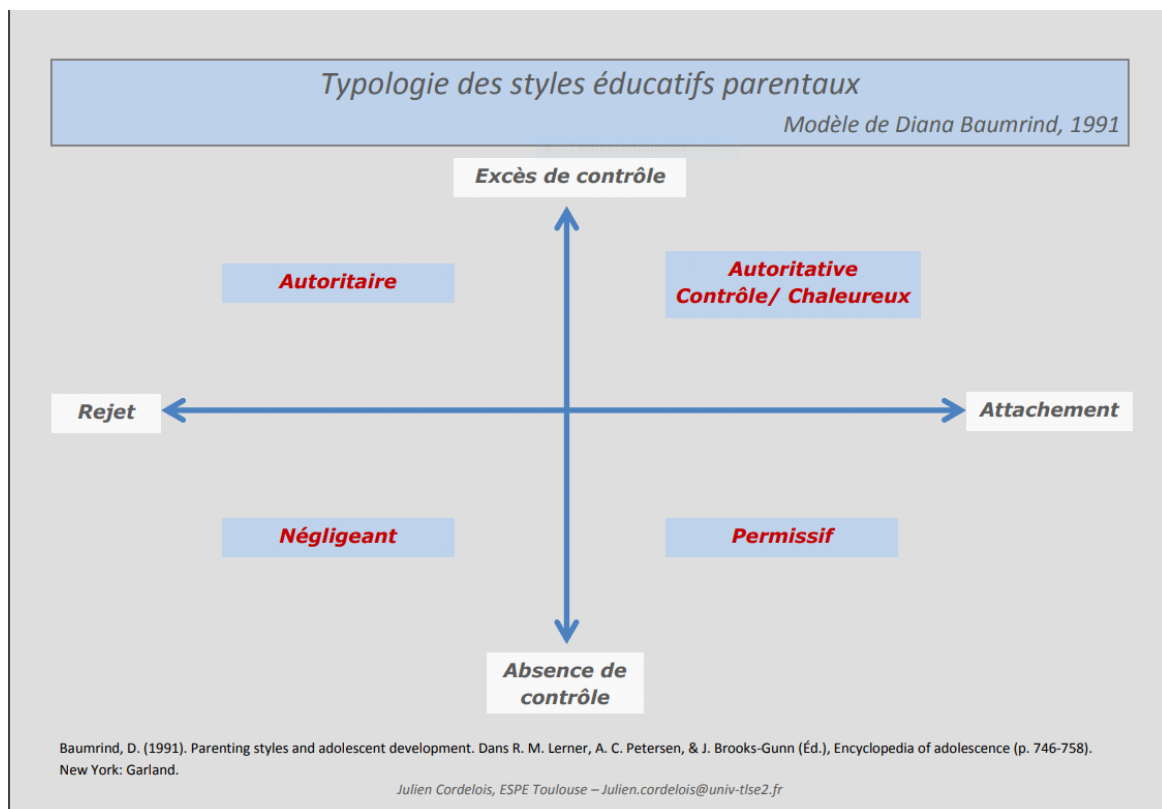 Typologie des styles éducatifs parentaux
Modèle de Diana Baumrind, 1991
Excès de contrôle
Autoritaire
Autoritative
Contrôle/ Chaleureux
Rejet
Attachement
Négligeant
Permissif
Absence de
contrôle
Baumrind, D. (1991). Parenting styles and adolescent development. Dans R. M. Lerner, A. C. Petersen, & J. Brooks-Gunn (Éd.), Encyclopedia of adolescence (p. 746-758).
New York: Garland.
Julien Cordelois, ESPE Toulouse – Julien.cordelois@univ-tlse2.fr